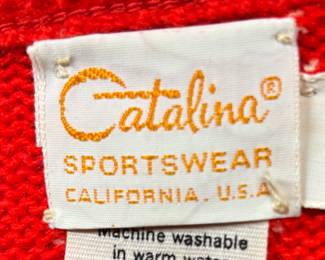 Catalina®
SPORTSWEAR
CALIFORNIA. U.S.A
Machine washable
in warm water